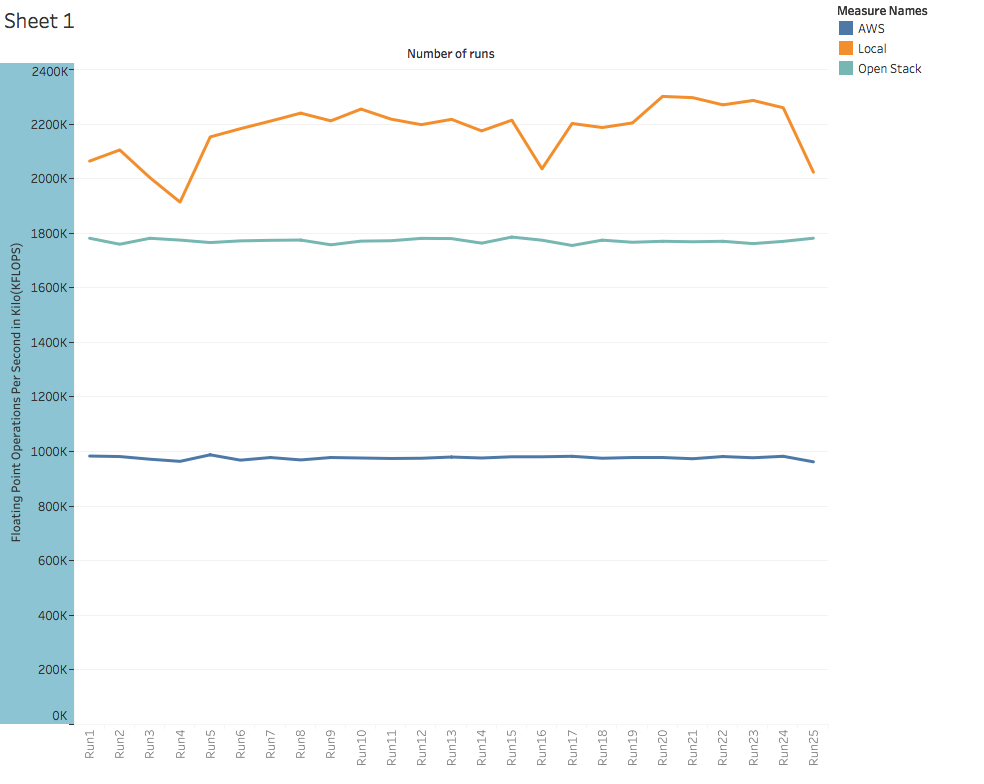 Sheet 1
Measure Names
AWS
Local
Open Stack
Number of runs
Floating Point Operations Per Second in Kilo(KFLOPS)
2400K
2200K
2000K
1800K
1600K
1400K
1200K
1000K
800K
600K
400K
200K
0K
Run1
Run2
Run3
Run4
Run5
Run6
Run7
Run8
Run9
Run10
Run11
Run12
Run13
Run14
Run15
Run16
Run17
Run18
Run19
Run20
Run21
Run22
Run23
Run24
Run25